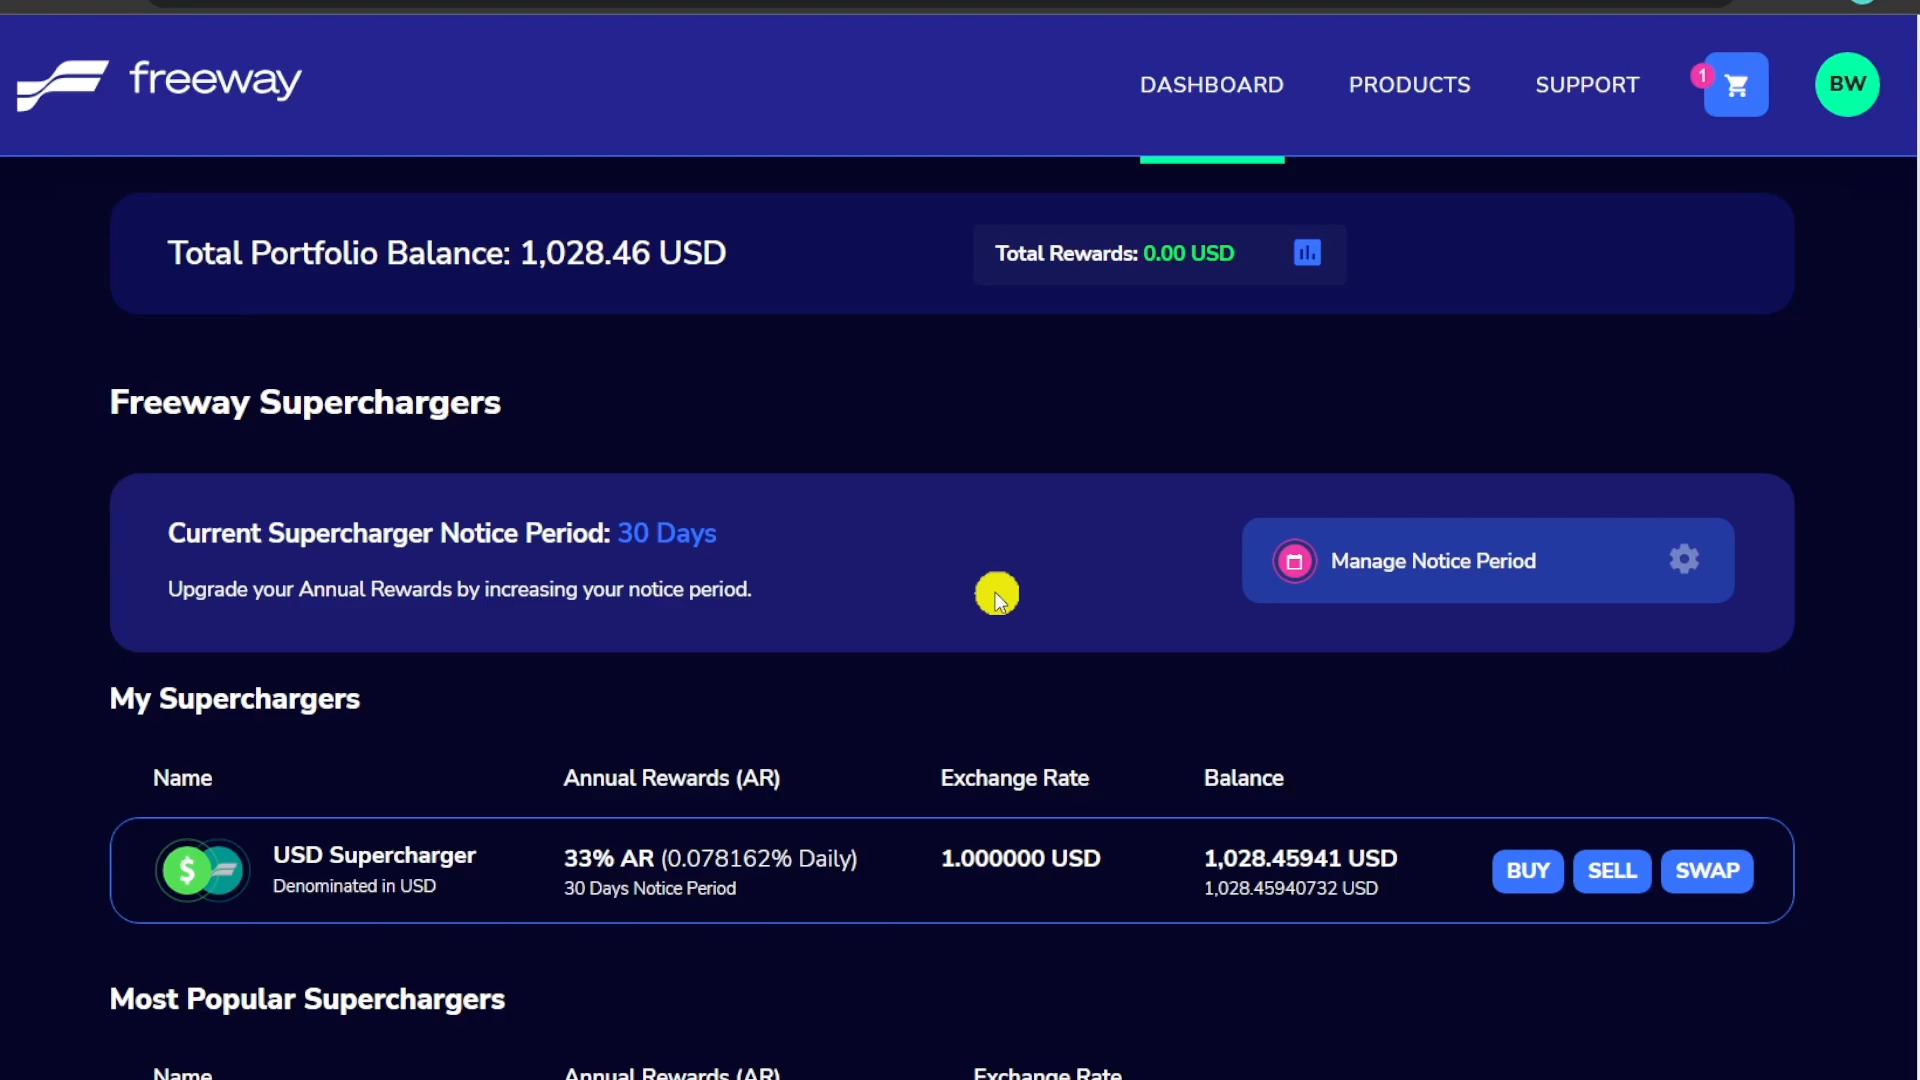 freeway
DASHBOARD
PRODUCTS
SUPPORT
1
BW
Total Portfolio Balance: 1,028.46 USD
Total Rewards: 0.00 USD
Freeway Superchargers
Current Supercharger Notice Period: 30 Days
Upgrade your Annual Rewards by increasing your notice period.
Manage Notice Period
My Superchargers
Name
Annual Rewards (AR)
Exchange Rate
Balance
USD Supercharger
Denominated in USD
33% AR (0.078162% Daily)
30 Days Notice Period
1.000000 USD
1,028.45941 USD
1,028.45940732 USD
BUY
SELL
SWAP
Most Popular Superchargers
Name
Annual Rewards (AR)
Exchange Rate